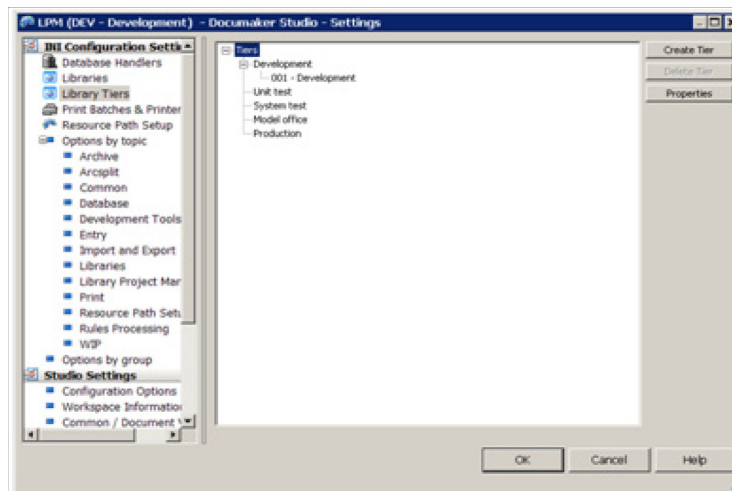 LPM (DEV - Development) - Documaker Studio - Settings
INI Configuration Setti
Database Handlers
Libraries
Library Tiers
Print Batches & Printer
Resource Path Setup
Options by topic
Archive
Arcsplit
Common
Database
Development Tools
Entry
Import and Export
Libraries
Library Project Mar
Print
Resource Path Setu
Rules Processing
WIP
Options by group
Studio Settings
Configuration Options
Workspace Information
Common / Document V
Tiers
Development
001 - Development
Unit test
System test
Model office
Production
Create Tier
Delete Tier
Properties
OK
Cancel
Help